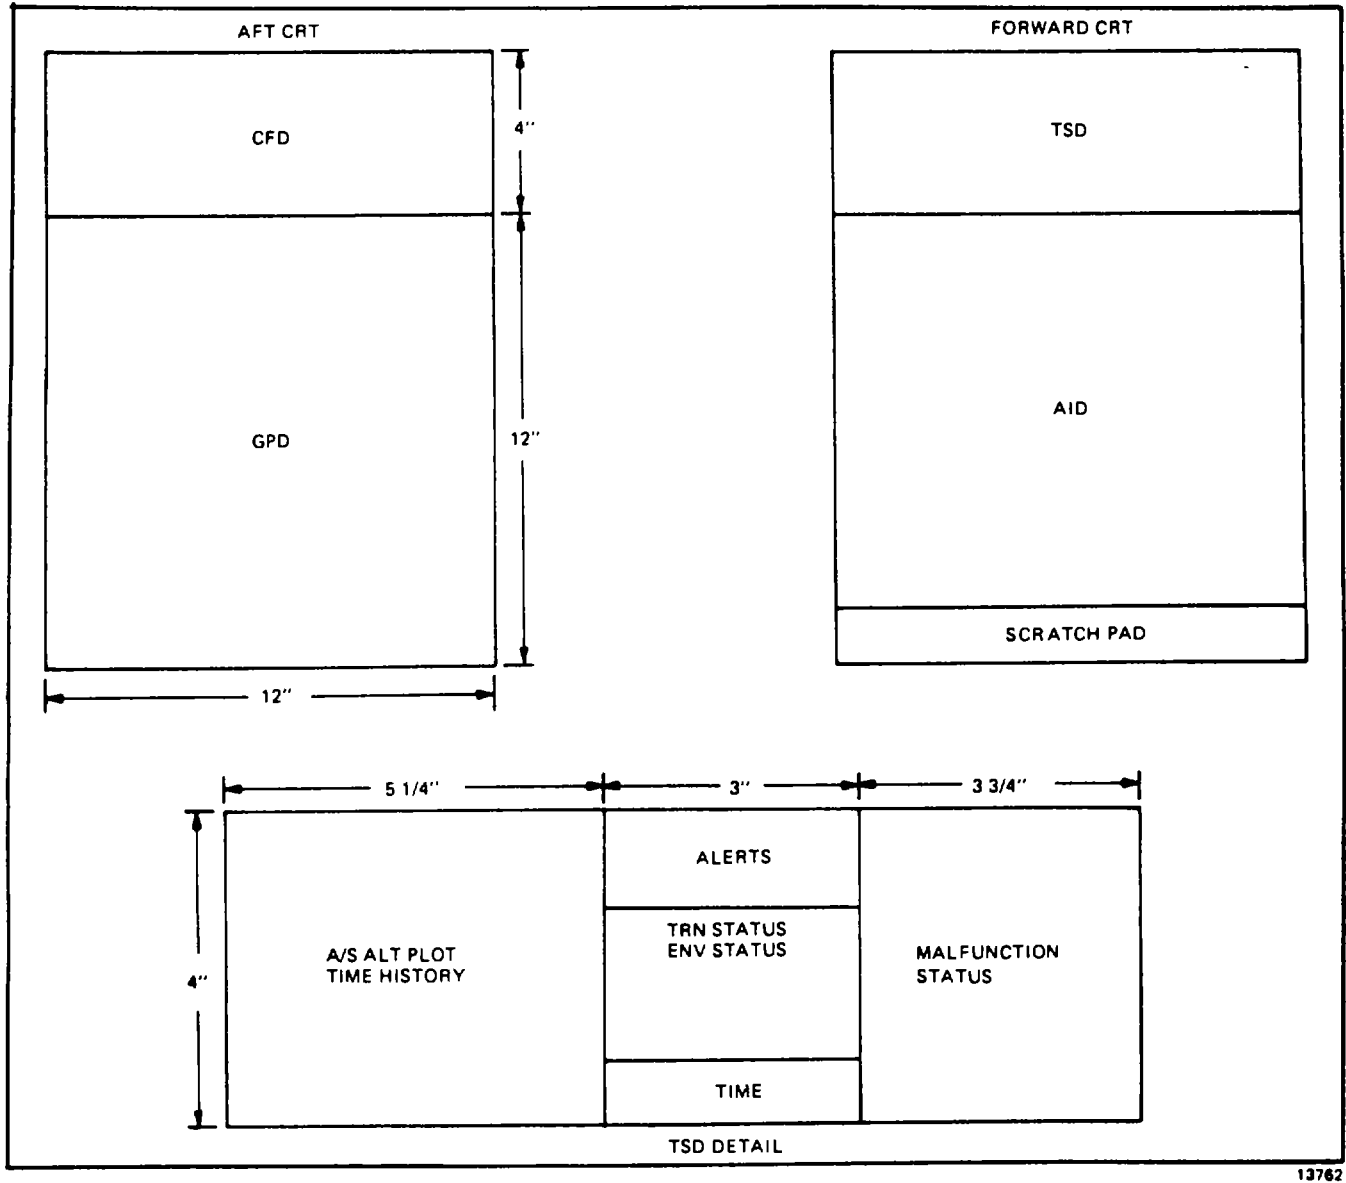 AFT CRT
FORWARD CRT
CFD
4"
TSD
GPD
12"
AID
SCRATCH PAD
12"
5 1/4"
3"
3 3/4"
ALERTS
TRN STATUS
ENV STATUS
A/S ALT PLOT
TIME HISTORY
MALFUNCTION
STATUS
4"
TIME
TSD DETAIL
13762